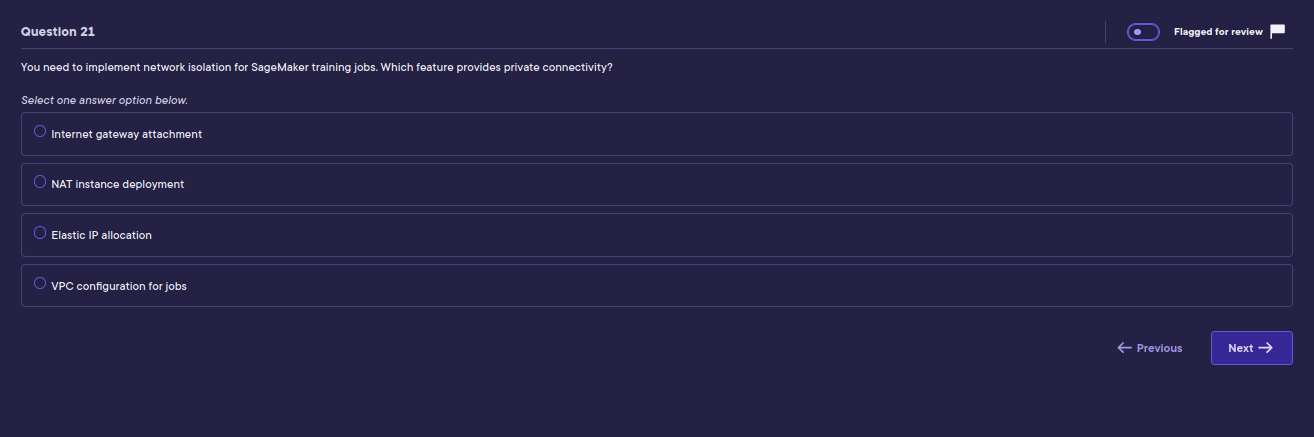 Question 21
Flagged for review
You need to implement network isolation for SageMaker training jobs. Which feature provides private connectivity?
Select one answer option below.
Internet gateway attachment
NAT instance deployment
Elastic IP allocation
VPC configuration for jobs
Previous
Next